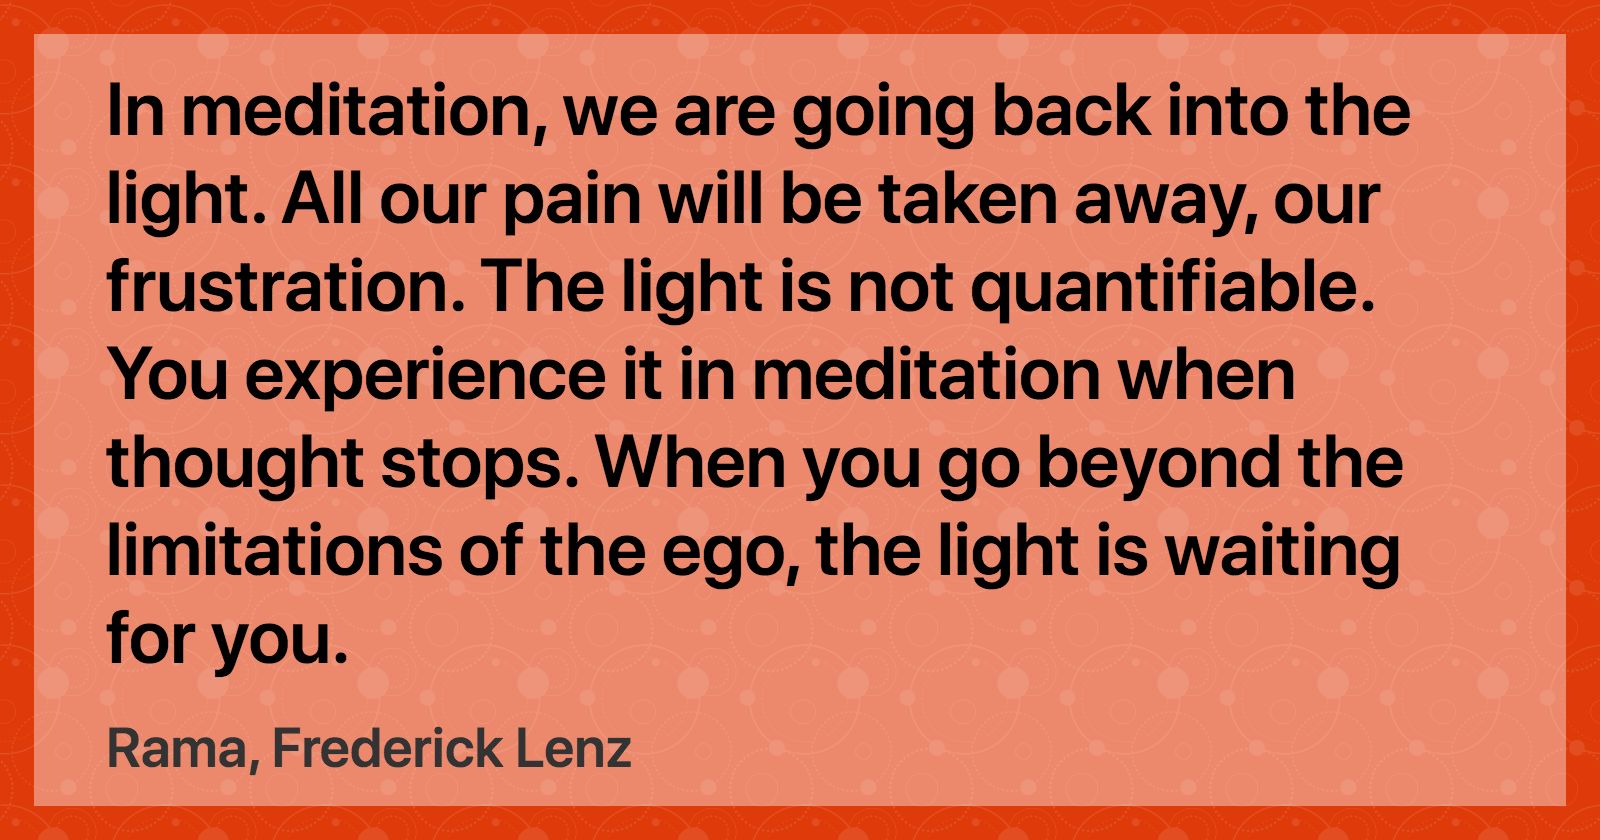 In meditation, we are going back into the
light. All our pain will be taken away, our
frustration. The light is not quantifiable.
You experience it in meditation when
thought stops. When you go beyond the
limitations of the ego, the light is waiting
for you.
Rama, Frederick Lenz